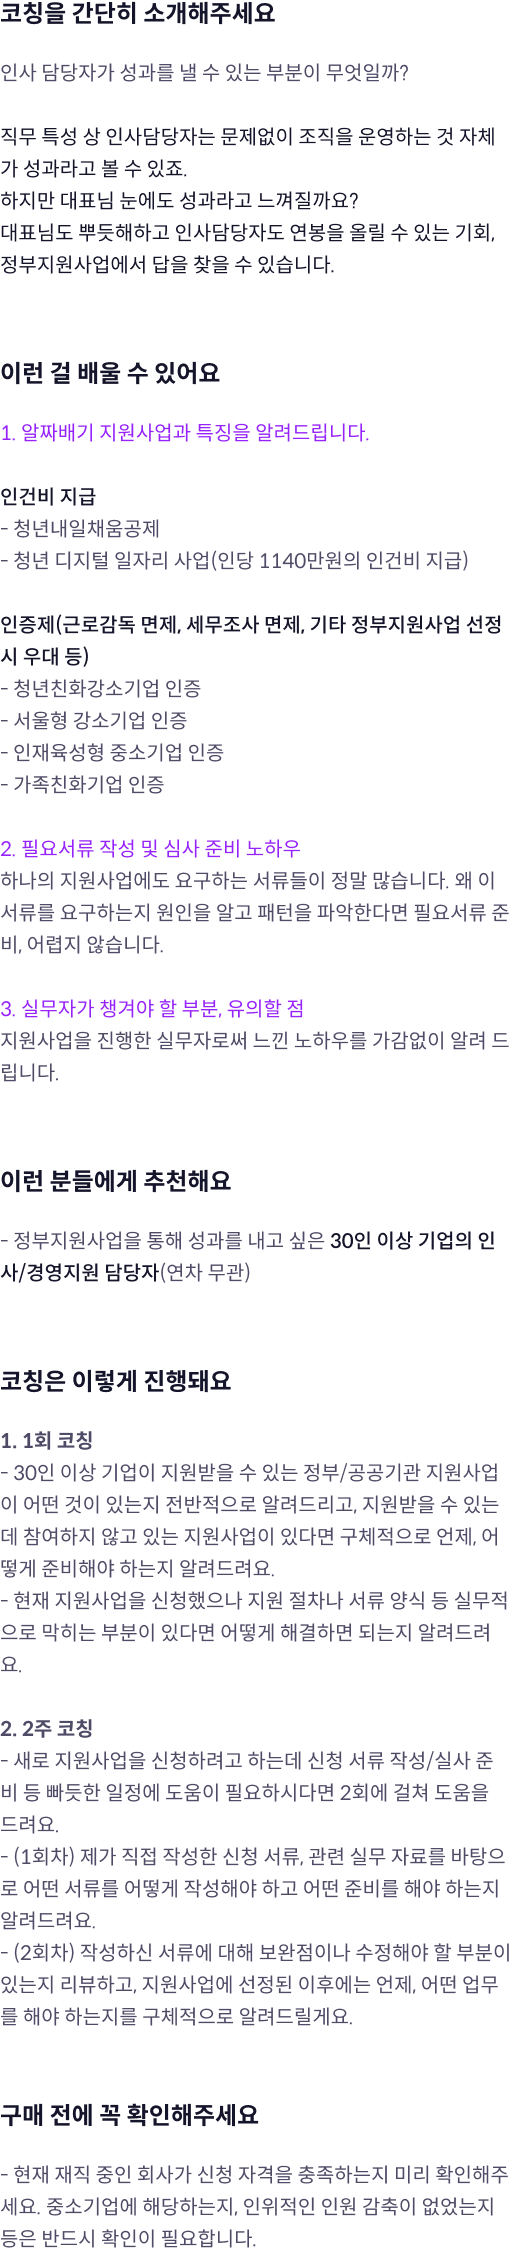 코칭을 간단히 소개해주세요
인사 담당자가 성과를 낼 수 있는 부분이 무엇일까?
직무 특성 상 인사담당자는 문제없이 조직을 운영하는 것 자체
가 성과라고 볼 수 있죠.
하지만 대표님 눈에도 성과라고 느껴질까요?
대표님도 뿌듯해하고 인사담당자도 연봉을 올릴 수 있는 기회,
정부지원사업에서 답을 찾을 수 있습니다.
이런 걸 배울 수 있어요
1. 알짜배기 지원사업과 특징을 알려드립니다.
인건비 지급
- 청년내일채움공제
- 청년 디지털 일자리 사업(인당 1140만원의 인건비 지급)
인증제(근로감독 면제, 세무조사 면제, 기타 정부지원사업 선정
시 우대 등)
- 청년친화강소기업 인증
- 서울형 강소기업 인증
- 인재육성형 중소기업 인증
- 가족친화기업 인증
2. 필요서류 작성 및 심사 준비 노하우
하나의 지원사업에도 요구하는 서류들이 정말 많습니다. 왜 이
서류를 요구하는지 원인을 알고 패턴을 파악한다면 필요서류 준
비, 어렵지 않습니다.
3. 실무자가 챙겨야 할 부분, 유의할 점
지원사업을 진행한 실무자로써 느낀 노하우를 가감없이 알려 드
립니다.
이런 분들에게 추천해요
- 정부지원사업을 통해 성과를 내고 싶은 30인 이상 기업의 인
사/경영지원 담당자(연차 무관)
코칭은 이렇게 진행돼요
1. 1회 코칭
- 30인 이상 기업이 지원받을 수 있는 정부/공공기관 지원사업
이 어떤 것이 있는지 전반적으로 알려드리고, 지원받을 수 있는
데 참여하지 않고 있는 지원사업이 있다면 구체적으로 언제, 어
떻게 준비해야 하는지 알려드려요.
- 현재 지원사업을 신청했으나 지원 절차나 서류 양식 등 실무적
으로 막히는 부분이 있다면 어떻게 해결하면 되는지 알려드려
요.
2. 2주 코칭
- 새로 지원사업을 신청하려고 하는데 신청 서류 작성/실사 준
비 등 빠듯한 일정에 도움이 필요하시다면 2회에 걸쳐 도움을
드려요.
- (1회차) 제가 직접 작성한 신청 서류, 관련 실무 자료를 바탕으
로 어떤 서류를 어떻게 작성해야 하고 어떤 준비를 해야 하는지
알려드려요.
- (2회차) 작성하신 서류에 대해 보완점이나 수정해야 할 부분이
있는지 리뷰하고, 지원사업에 선정된 이후에는 언제, 어떤 업무
를 해야 하는지를 구체적으로 알려드릴게요.
구매 전에 꼭 확인해주세요
- 현재 재직 중인 회사가 신청 자격을 충족하는지 미리 확인해주
세요. 중소기업에 해당하는지, 인위적인 인원 감축이 없었는지
등은 반드시 확인이 필요합니다.